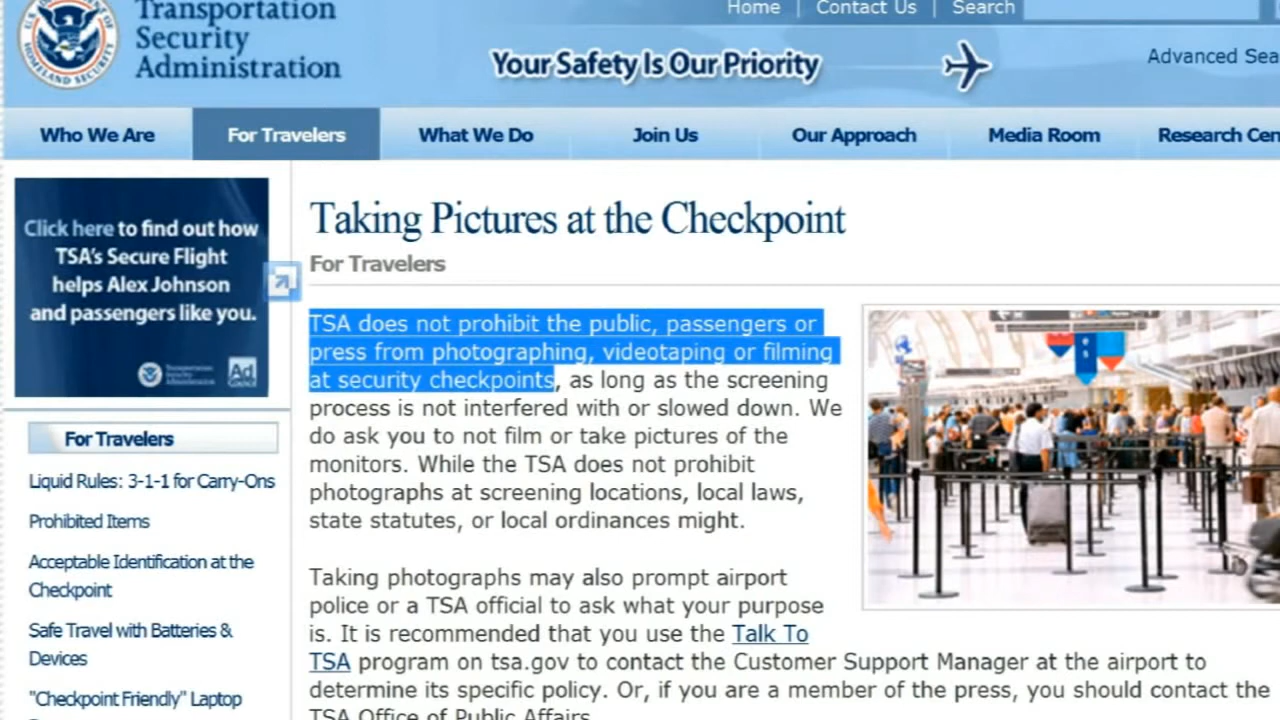 Transportation
Security
Administration
Home | Contact Us | Search
Your Safety Is Our Priority
Advanced Sea
Who We Are
For Travelers
What We Do
Join Us
Our Approach
Media Room
Research Cen
Click here to find out how
TSA's Secure Flight
helps Alex Johnson
and passengers like you.
Ad
For Travelers
Liquid Rules: 3-1-1 for Carry-Ons
Prohibited Items
Acceptable Identification at the
Checkpoint
Safe Travel with Batteries &
Devices
"Checkpoint Friendly" Laptop
Taking Pictures at the Checkpoint
For Travelers
TSA does not prohibit the public, passengers or
press from photographing, videotaping or filming
at security checkpoints, as long as the screening
process is not interfered with or slowed down. We
do ask you to not film or take pictures of the
monitors. While the TSA does not prohibit
photographs at screening locations, local laws,
state statutes, or local ordinances might.
Taking photographs may also prompt airport
police or a TSA official to ask what your purpose
is. It is recommended that you use the Talk To
TSA program on tsa.gov to contact the Customer Support Manager at the airport to
determine its specific policy. Or, if you are a member of the press, you should contact the
TSA Office of Public Affairs.